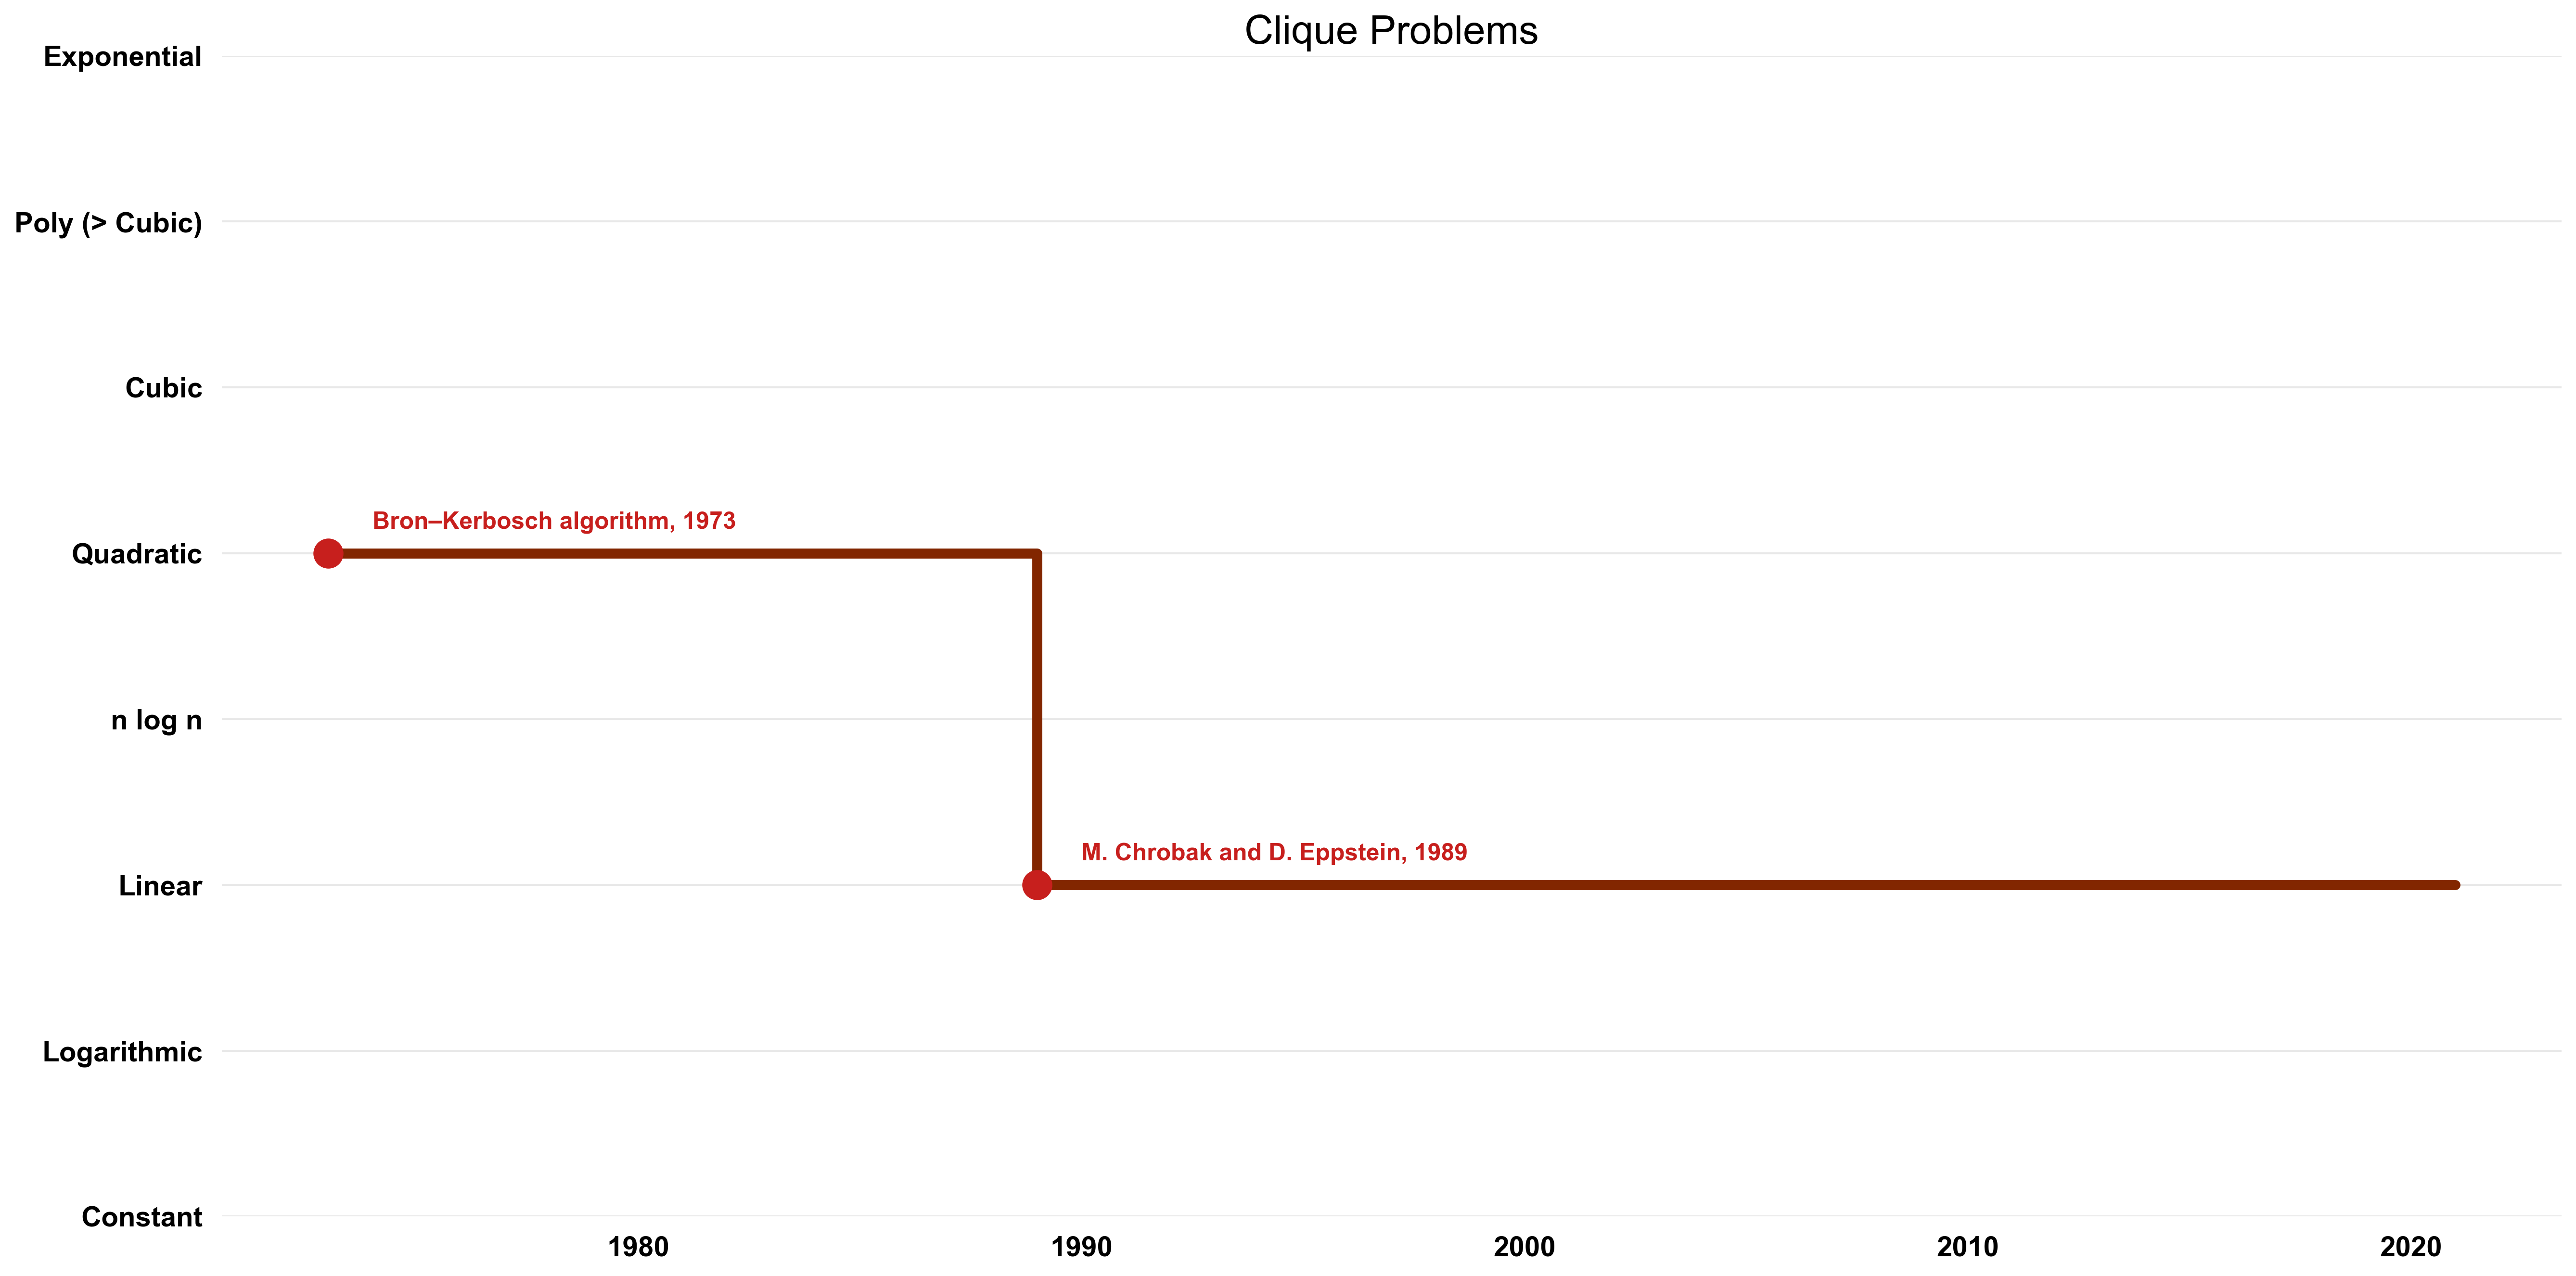 Clique Problems
Exponential
Poly (> Cubic)
Cubic
Quadratic
n log n
Linear
Logarithmic
Constant
Bron–Kerbosch algorithm, 1973
M. Chrobak and D. Eppstein, 1989
1980
1990
2000
2010
2020